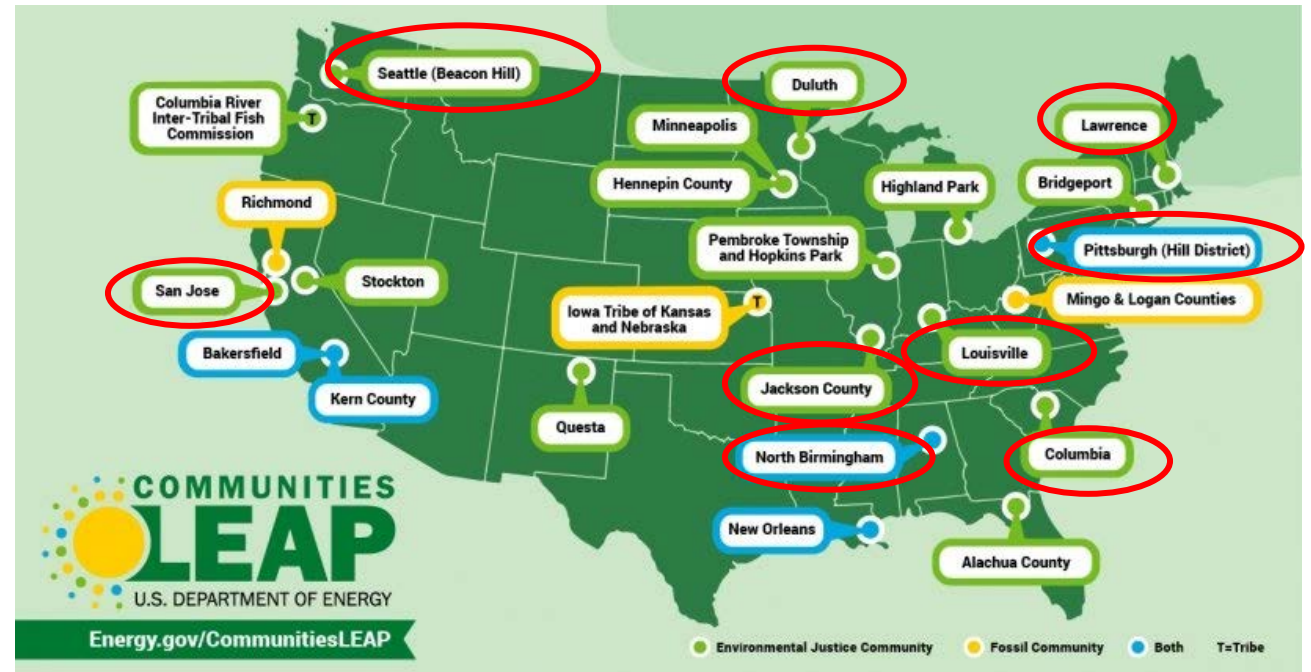 Seattle (Beacon Hill)
Duluth
Columbia River
Inter-Tribal Fish
Commission
T
Minneapolis
Lawrence
Hennepin County
Highland Park
Bridgeport
Richmond
Pembroke Township
and Hopkins Park
Pittsburgh (Hill District)
San Jose
Stockton
Iowa Tribe of Kansas
and Nebraska
T
Mingo & Logan Counties
Bakersfield
Louisville
Kern County
Jackson County
Questa
North Birmingham
Columbia
New Orleans
Alachua County
COMMUNITIES
LEAP
U.S. DEPARTMENT OF ENERGY
Energy.gov/CommunitiesLEAP
Environmental Justice Community
Fossil Community
Both
T=Tribe